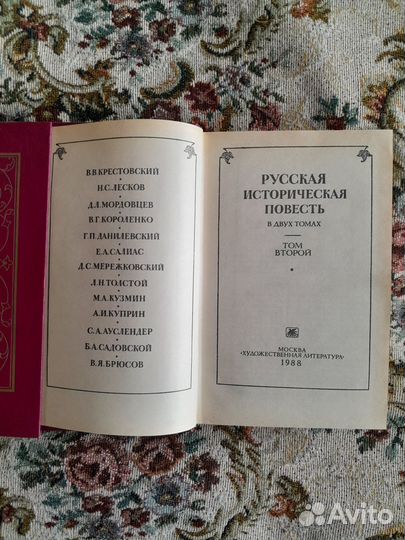 В.В.КРЕСТОВСКИЙ
Н.С.ЛЕСКОВ
Д.Л.МОРДОВЦЕВ
В.Г.КОРОЛЕНКО
Г.П.ДАНИЛЕВСКИЙ
Е.А.САЛИАС
Д.С.МЕРЕЖКОВСКИЙ
Л.Н.ТОЛСТОЙ
М.А.КУЗМИН
А.И.КУПРИН
С.А.АУСЛЕНДЕР
Б.А.САДОВСКОЙ
В.Я.БРЮСОВ
РУССКАЯ
ИСТОРИЧЕСКАЯ
ПОВЕСТЬ
В ДВУХ ТОМАХ
ТОМ
ВТОРОЙ
МОСКВА
«ХУДОЖЕСТВЕННАЯ ЛИТЕРАТУРА»
1988
Avito